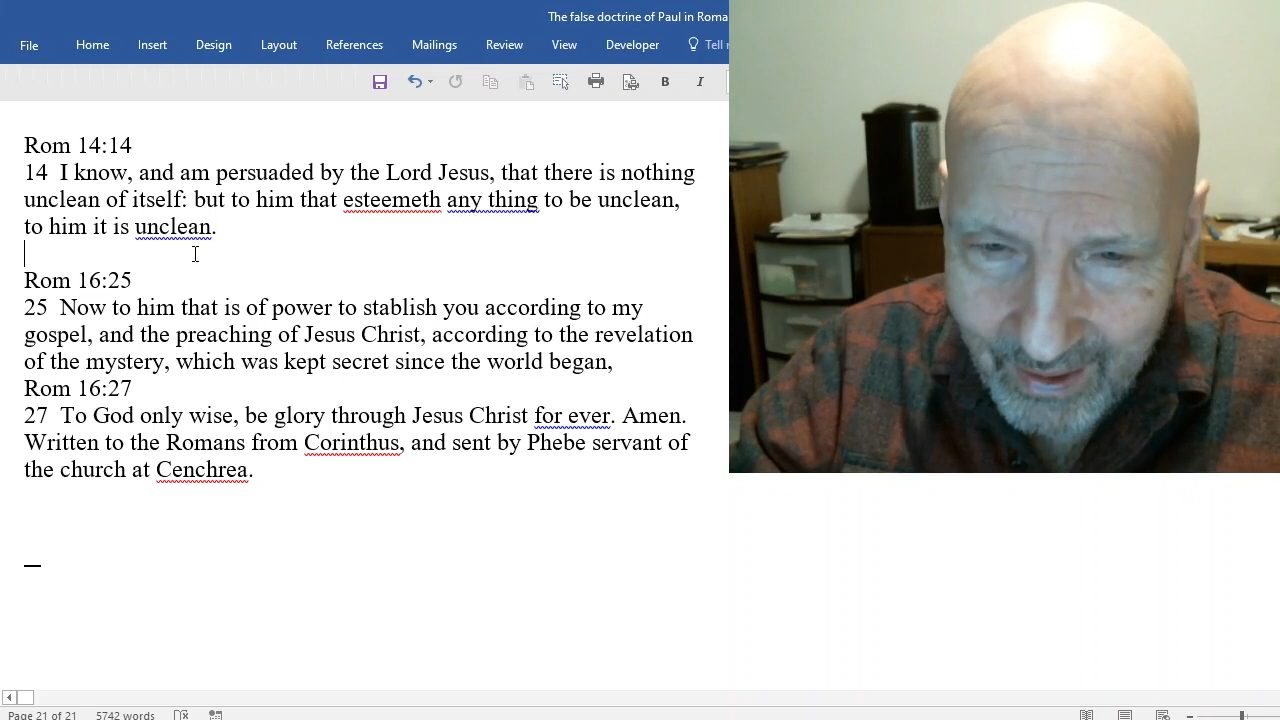 The false doctrine of Paul in Roma
File Home Insert Design Layout References Mailings Review View Developer Tell
B I
Rom 14:14
14 I know, and am persuaded by the Lord Jesus, that there is nothing
unclean of itself: but to him that esteemeth any thing to be unclean,
to him it is unclean.
Rom 16:25
25 Now to him that is of power to stablish you according to my
gospel, and the preaching of Jesus Christ, according to the revelation
of the mystery, which was kept secret since the world began,
Rom 16:27
27 To God only wise, be glory through Jesus Christ for ever. Amen.
Written to the Romans from Corinthus, and sent by Phebe servant of
the church at Cenchrea.
Page 21 of 21 5742 words